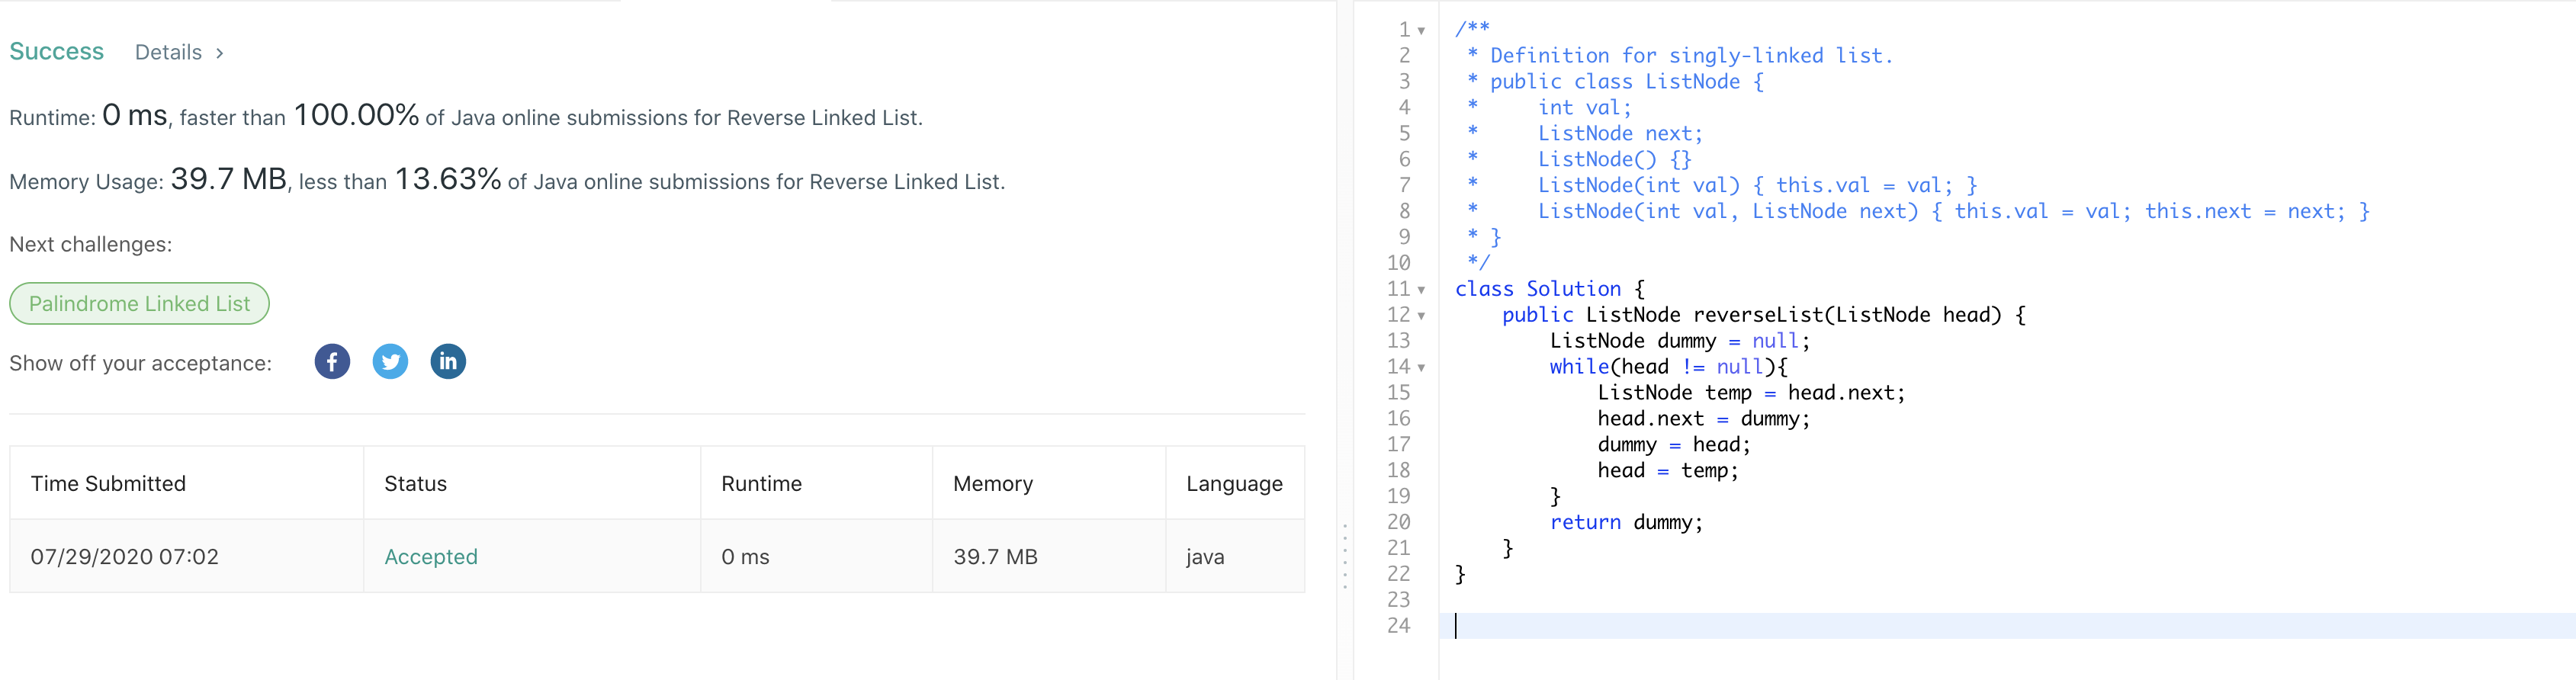 Success Details >
Runtime: 0 ms, faster than 100.00% of Java online submissions for Reverse Linked List.
Memory Usage: 39.7 MB, less than 13.63% of Java online submissions for Reverse Linked List.
Next challenges:
Palindrome Linked List
Show off your acceptance: f in
Time Submitted Status Runtime Memory Language
07/29/2020 07:02 Accepted 0 ms 39.7 MB java
1 /**
2  * Definition for singly-linked list.
3  * public class ListNode {
4  *     int val;
5  *     ListNode next;
6  *     ListNode() {}
7  *     ListNode(int val) { this.val = val; }
8  *     ListNode(int val, ListNode next) { this.val = val; this.next = next; }
9  * }
10  */
11 class Solution {
12     public ListNode reverseList(ListNode head) {
13         ListNode dummy = null;
14         while(head != null){
15             ListNode temp = head.next;
16             head.next = dummy;
17             dummy = head;
18             head = temp;
19         }
20         return dummy;
21     }
22 }
23
24